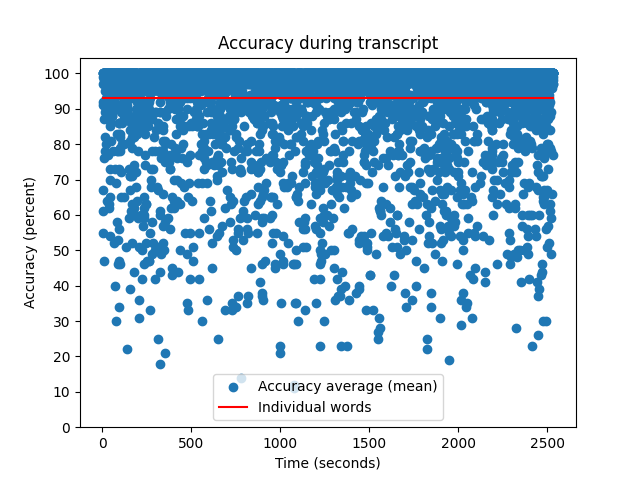 Accuracy during transcript
100
90
80
70
60
50
40
30
20
10
0
Accuracy (percent)
Accuracy average (mean)
Individual words
0 500 1000 1500 2000 2500
Time (seconds)